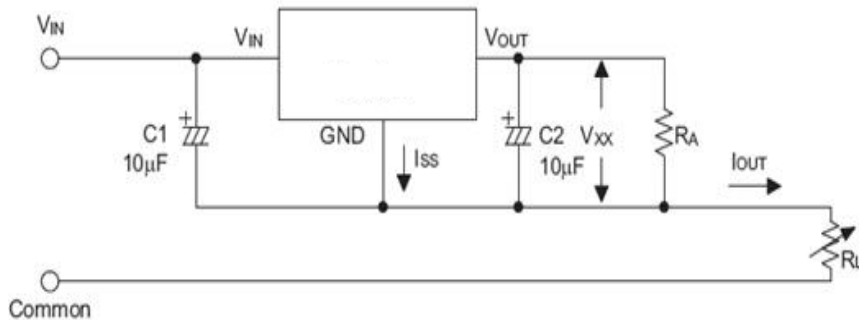 VIN
VIN
VOUT
+
C1
10μF
GND
ISS
+
C2
10μF
VXX
RA
IOUT
RL
Common